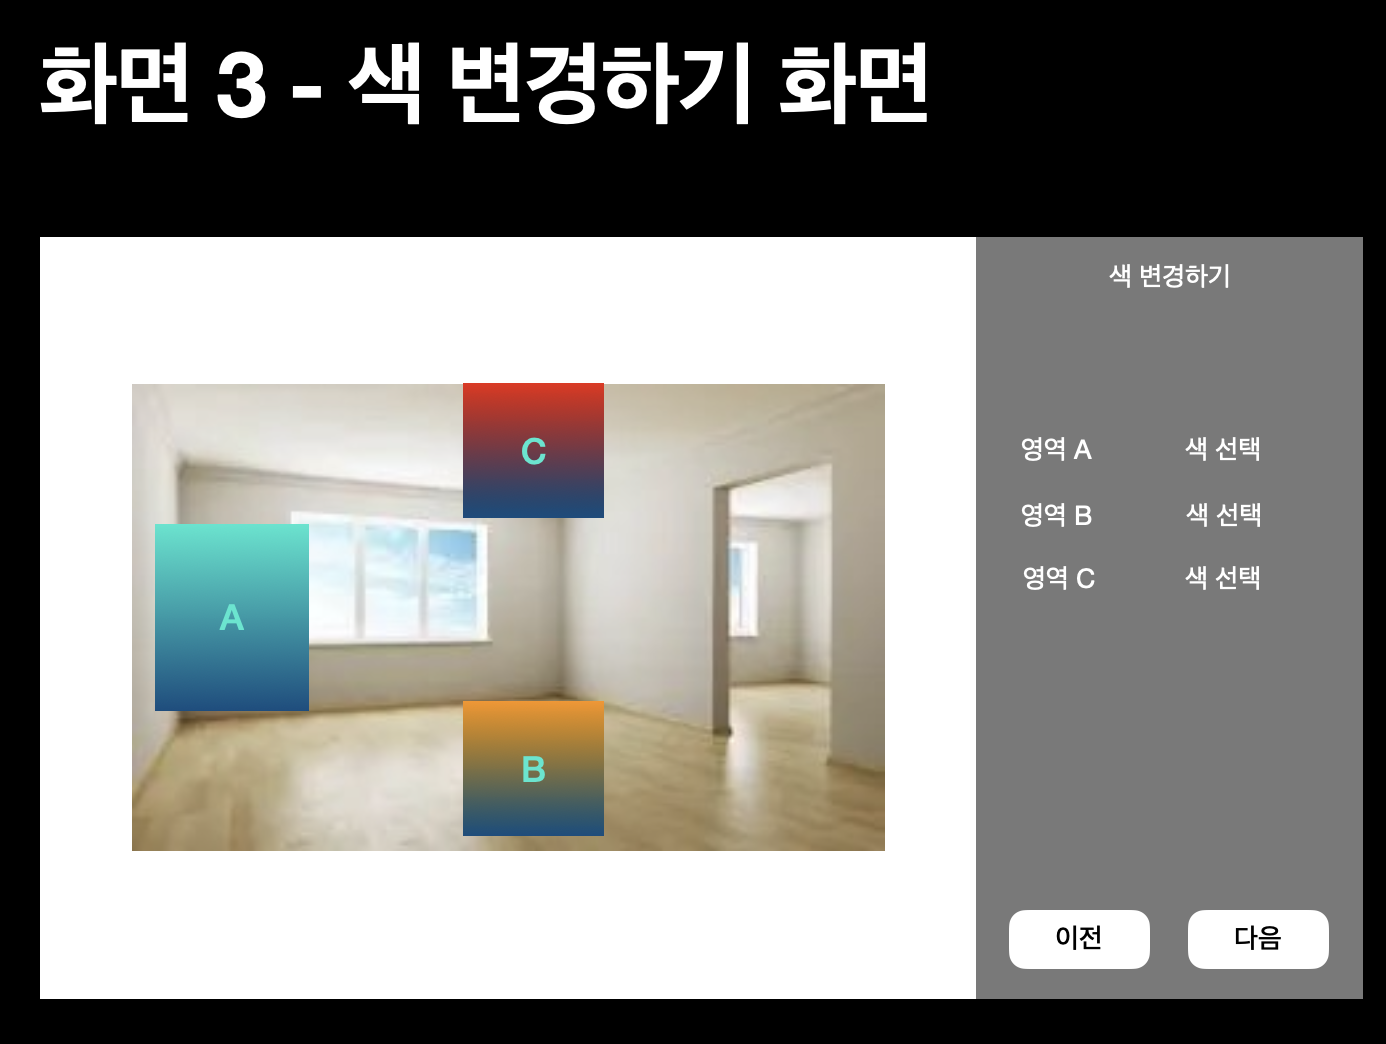 화면 3 - 색 변경하기 화면
색 변경하기
C
A
B
영역 A 색 선택
영역 B 색 선택
영역 C 색 선택
이전 다음